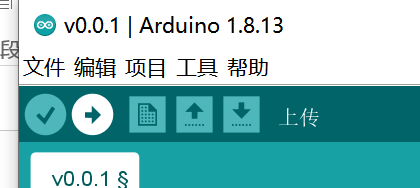 v0.0.1 | Arduino 1.8.13
文件 编辑 项目 工具 帮助
段
上传
v0.0.1 §